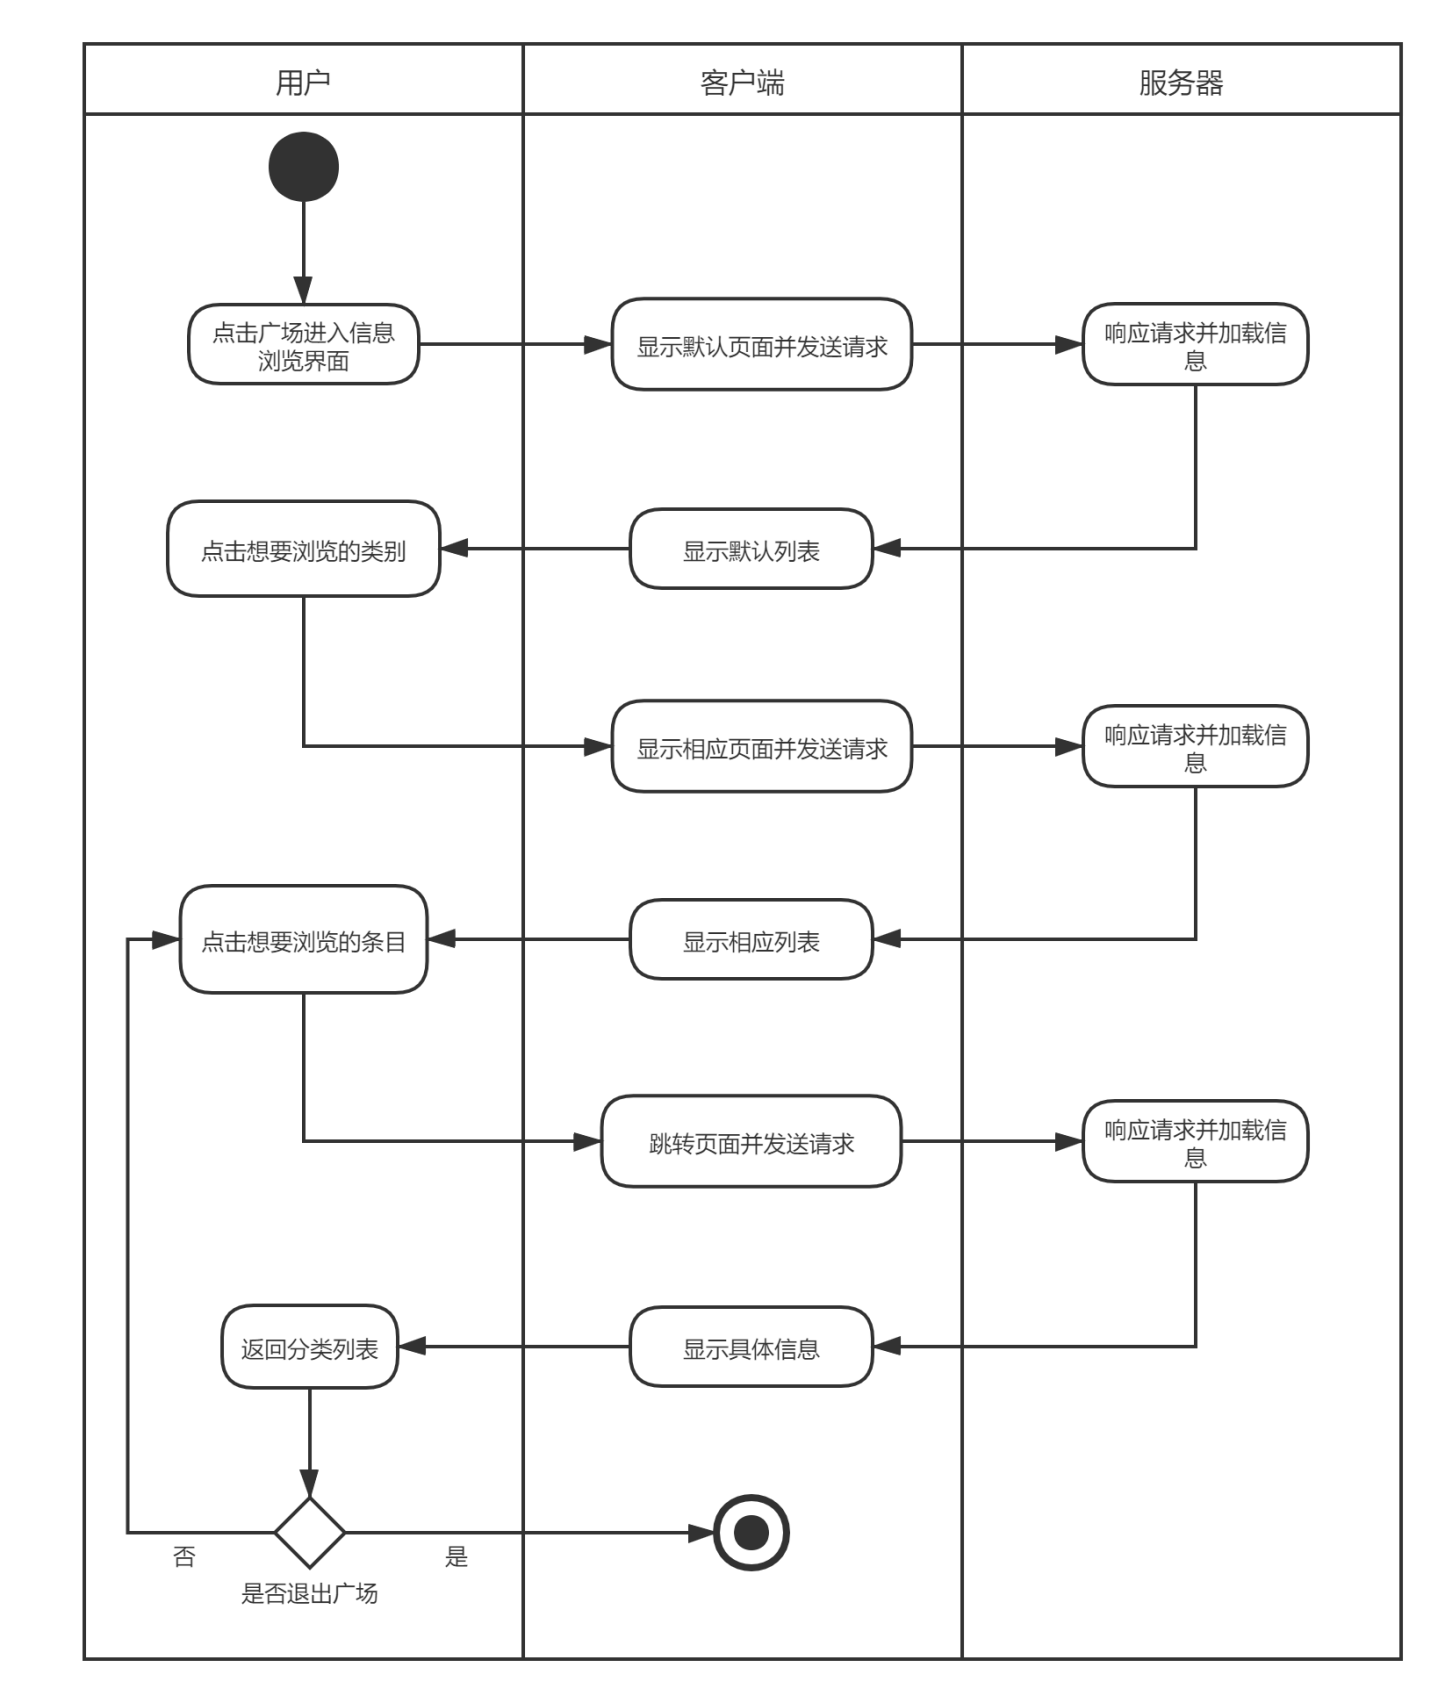 用户
客户端
服务器
点击广场进入信息
浏览界面
显示默认页面并发送请求
响应请求并加载信
息
点击想要浏览的类别
显示默认列表
显示相应页面并发送请求
响应请求并加载信
息
点击想要浏览的条目
显示相应列表
跳转页面并发送请求
响应请求并加载信
息
返回分类列表
显示具体信息
否
是
是否退出广场